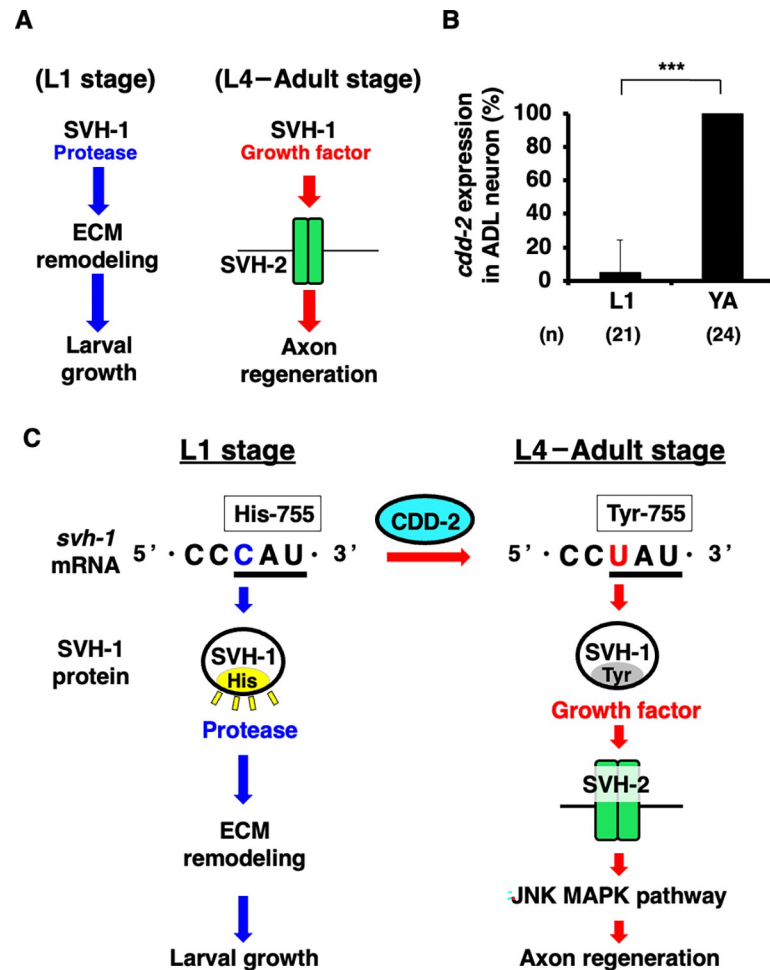 A
(L1 stage)
(L4–Adult stage)
SVH-1
Protease
SVH-1
Growth factor
ECM
remodeling
SVH-2
Larval
growth
Axon
regeneration
B
***
cdd-2 expression
in ADL neuron (%)
100
80
60
40
20
0
L1
YA
(n)
(21)
(24)
C
L1 stage
L4–Adult stage
His-755
CDD-2
Tyr-755
svh-1
mRNA
5’ · C C C A U · 3’
5’ · C C U A U · 3’
SVH-1
protein
SVH-1
His
SVH-1
Tyr
Protease
Growth factor
SVH-2
ECM
remodeling
JNK MAPK pathway
Larval growth
Axon regeneration